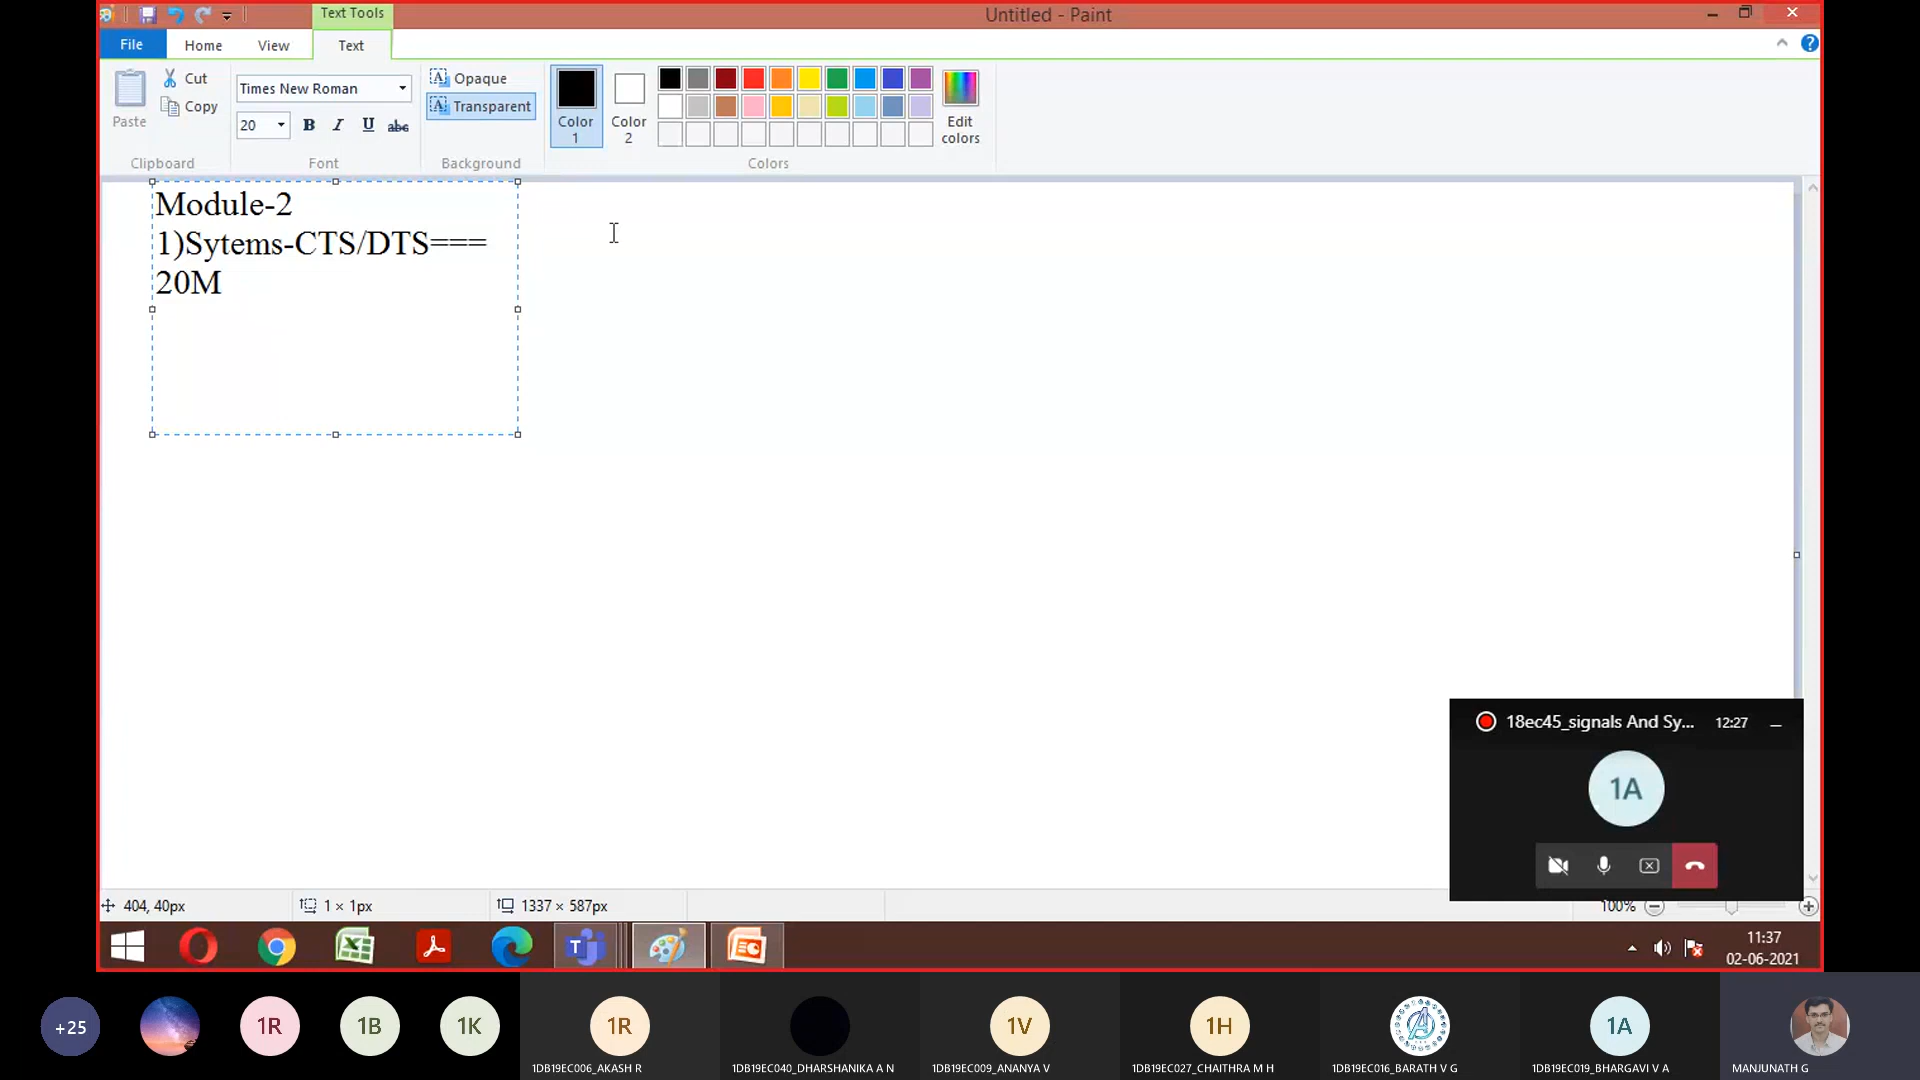 Text Tools
Untitled - Paint
File
Home
View
Text
Paste
Cut
Copy
Clipboard
Times New Roman
20
B I U abc
Font
Opaque
Transparent
Background
Color 1
Color 2
Edit colors
Colors
Module-2
1)Sytems-CTS/DTS===
20M
18ec45_signals And Sy...
12:27
1A
404, 40px
1 × 1px
1337 × 587px
100%
11:37
02-06-2021
+25
1R
1B
1K
1R
1V
1H
1A
1DB19EC006_AKASH R
1DB19EC040_DHARSHANIKA A N
1DB19EC009_ANANYA V
1DB19EC027_CHAITHRA M H
1DB19EC016_BARATH V G
1DB19EC019_BHARGAVI V A
MANJUNATH G